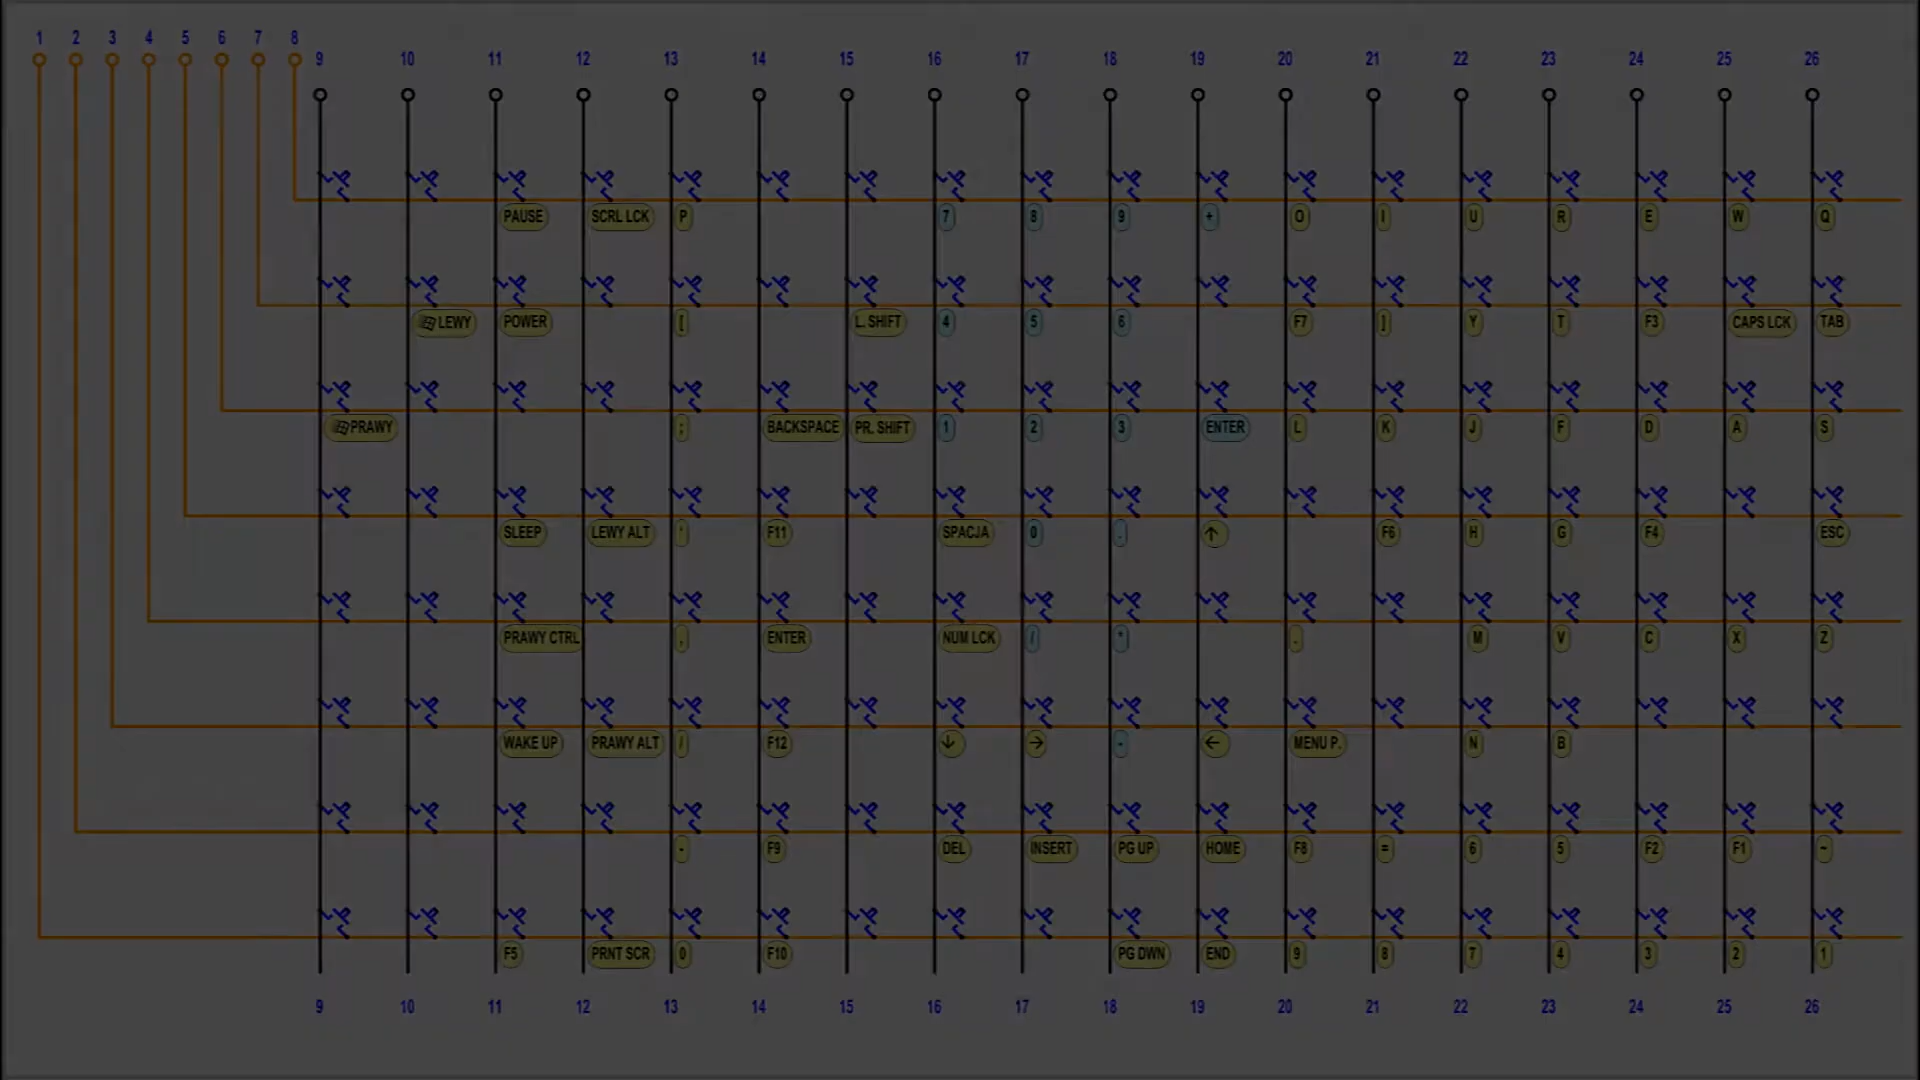 1 2 3 4 5 6 7 8
9 10 11 12 13 14 15 16 17 18 19 20 21 22 23 24 25 26
PAUSE SCRL LCK P 7 8 9 + O I U R E W Q
LEWY POWER [ L. SHIFT 4 5 6 F7 ] Y T F3 CAPS LCK TAB
PRAWY ; BACKSPACE PR. SHIFT 1 2 3 ENTER L K J F D A S
SLEEP LEWY ALT ' F11 SPACJA 0 . ↑ F6 H G F4 ESC
PRAWY CTRL , ENTER NUM LCK / * . M V C X Z
WAKE UP PRAWY ALT / F12 ↓ → - ← MENU P. N B
- F9 DEL INSERT PG UP HOME F8 = 6 5 F2 F1 ~
F5 PRNT SCR 0 F10 PG DWN END 9 8 7 4 3 2 1
9 10 11 12 13 14 15 16 17 18 19 20 21 22 23 24 25 26